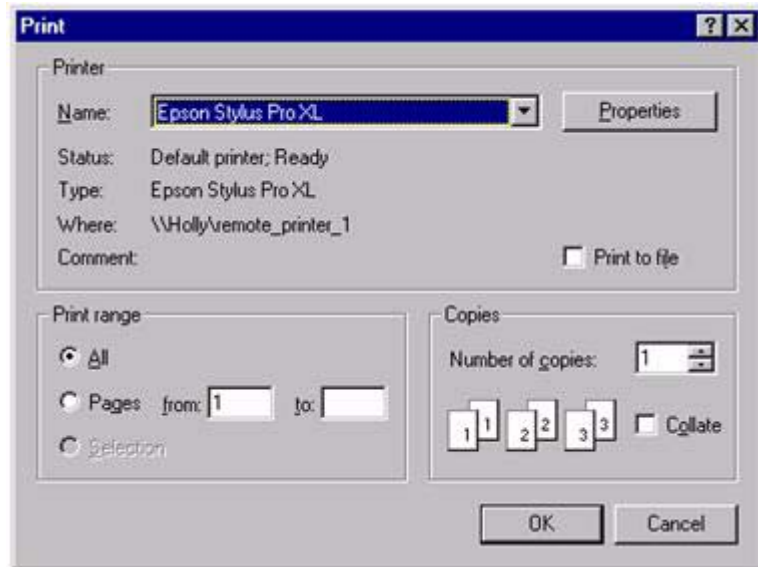 Print
Printer
Name: Epson Stylus Pro XL Properties
Status: Default printer; Ready
Type: Epson Stylus Pro XL
Where: \\Holly\remote_printer_1
Comment: Print to file
Print range
All
Pages from: 1 to:
Selection
Copies
Number of copies: 1
1 1 2 2 3 3 Collate
OK Cancel